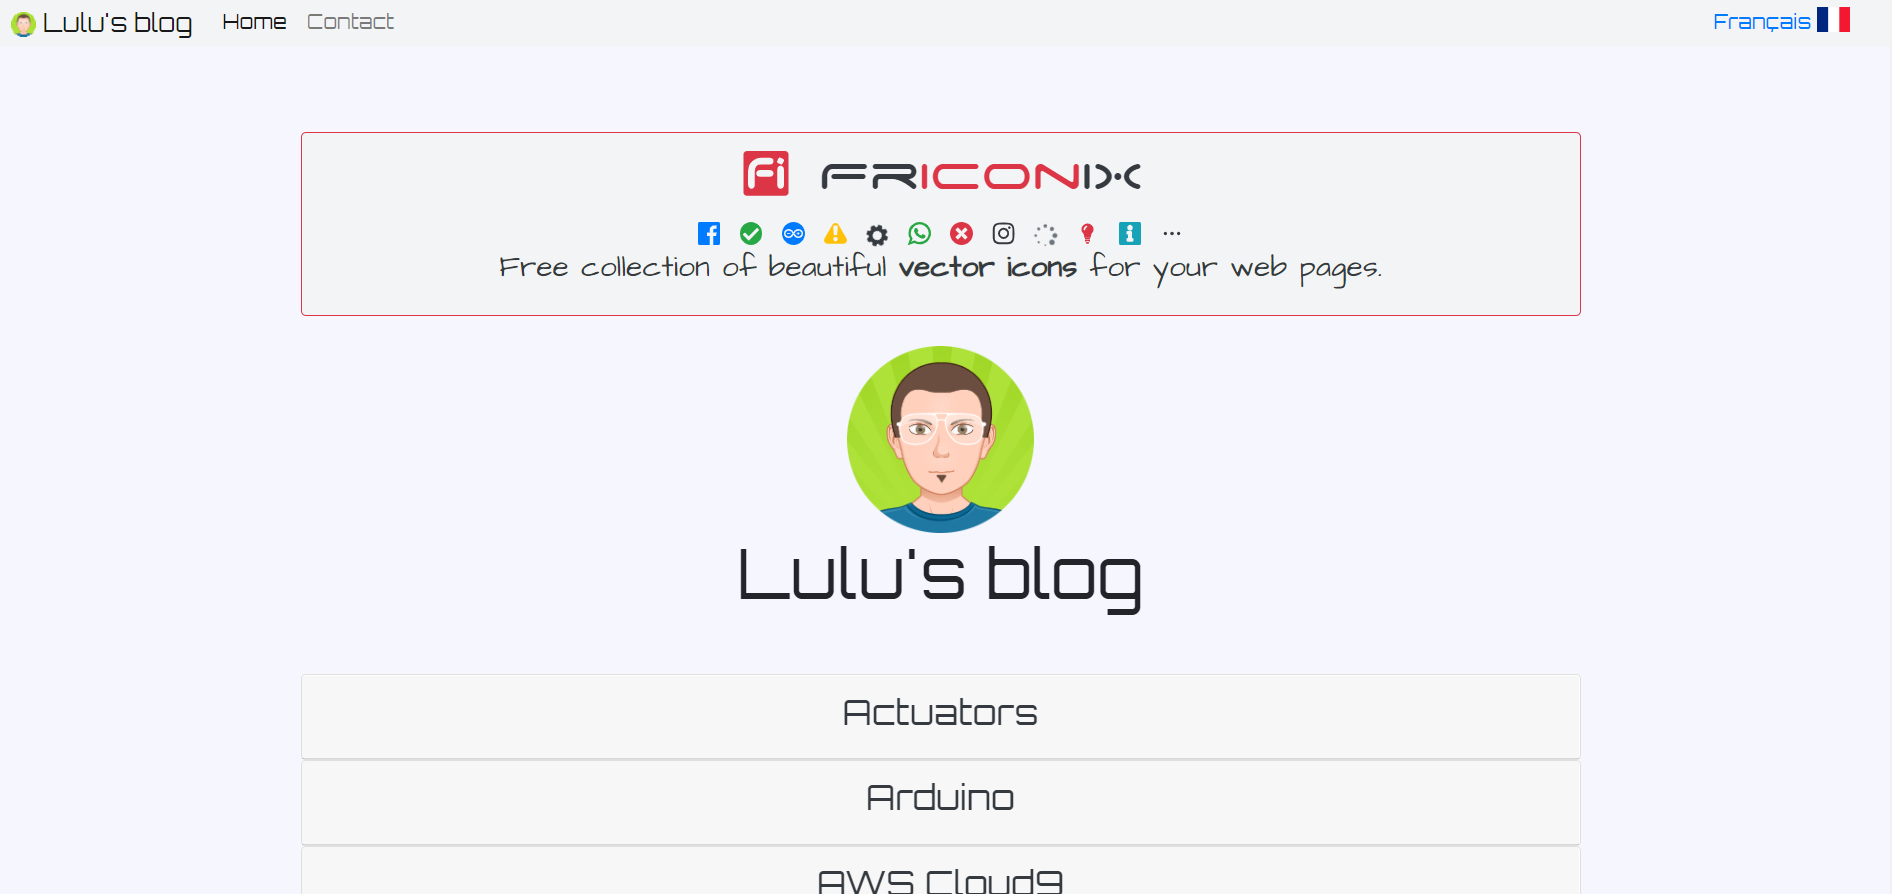 Lulu's blog Home Contact Français
Fi FRICONIX
Free collection of beautiful vector icons for your web pages.
Lulu's blog
Actuators
Arduino
AWS Cloud9